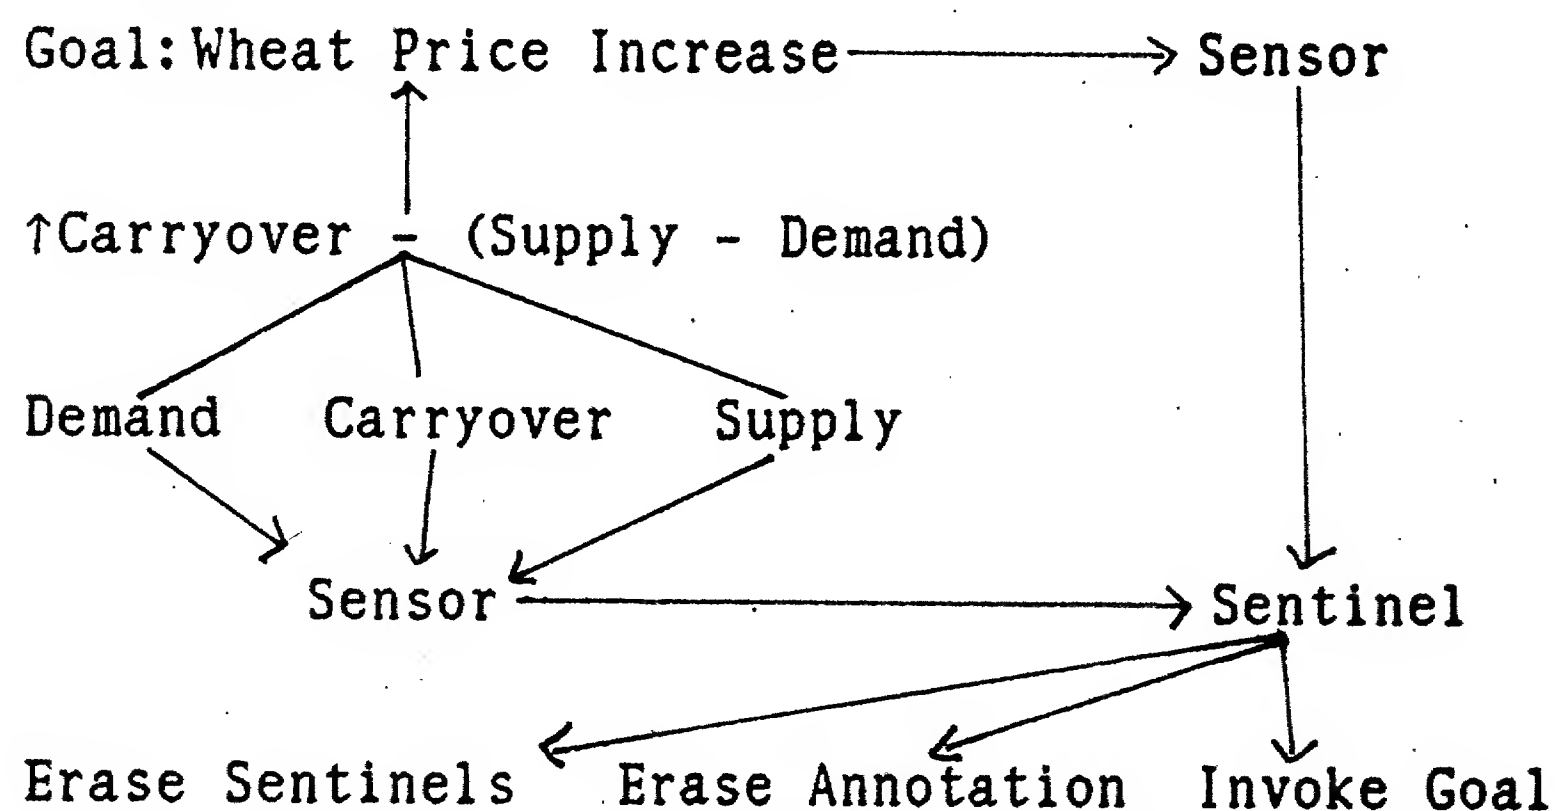 Goal: Wheat Price Increase Sensor
↑Carryover - (Supply - Demand)
Demand Carryover Supply
Sensor Sentinel
Erase Sentinels Erase Annotation Invoke Goal